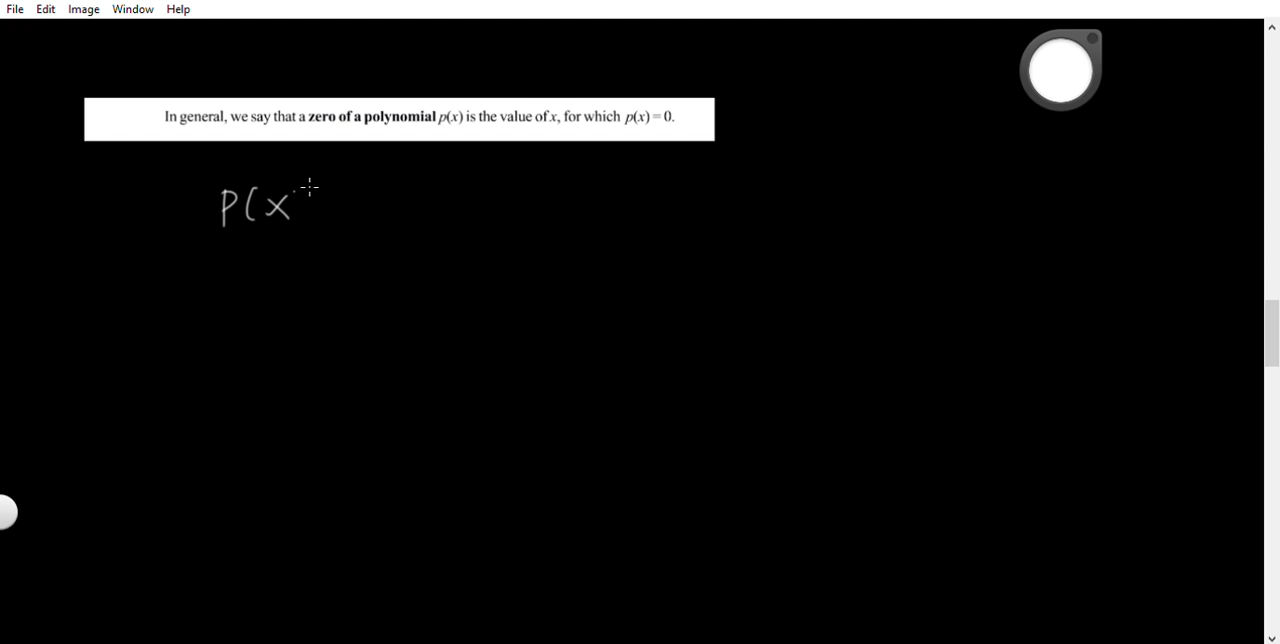 File Edit Image Window Help
In general, we say that a zero of a polynomial p(x) is the value of x, for which p(x) = 0.
P(x